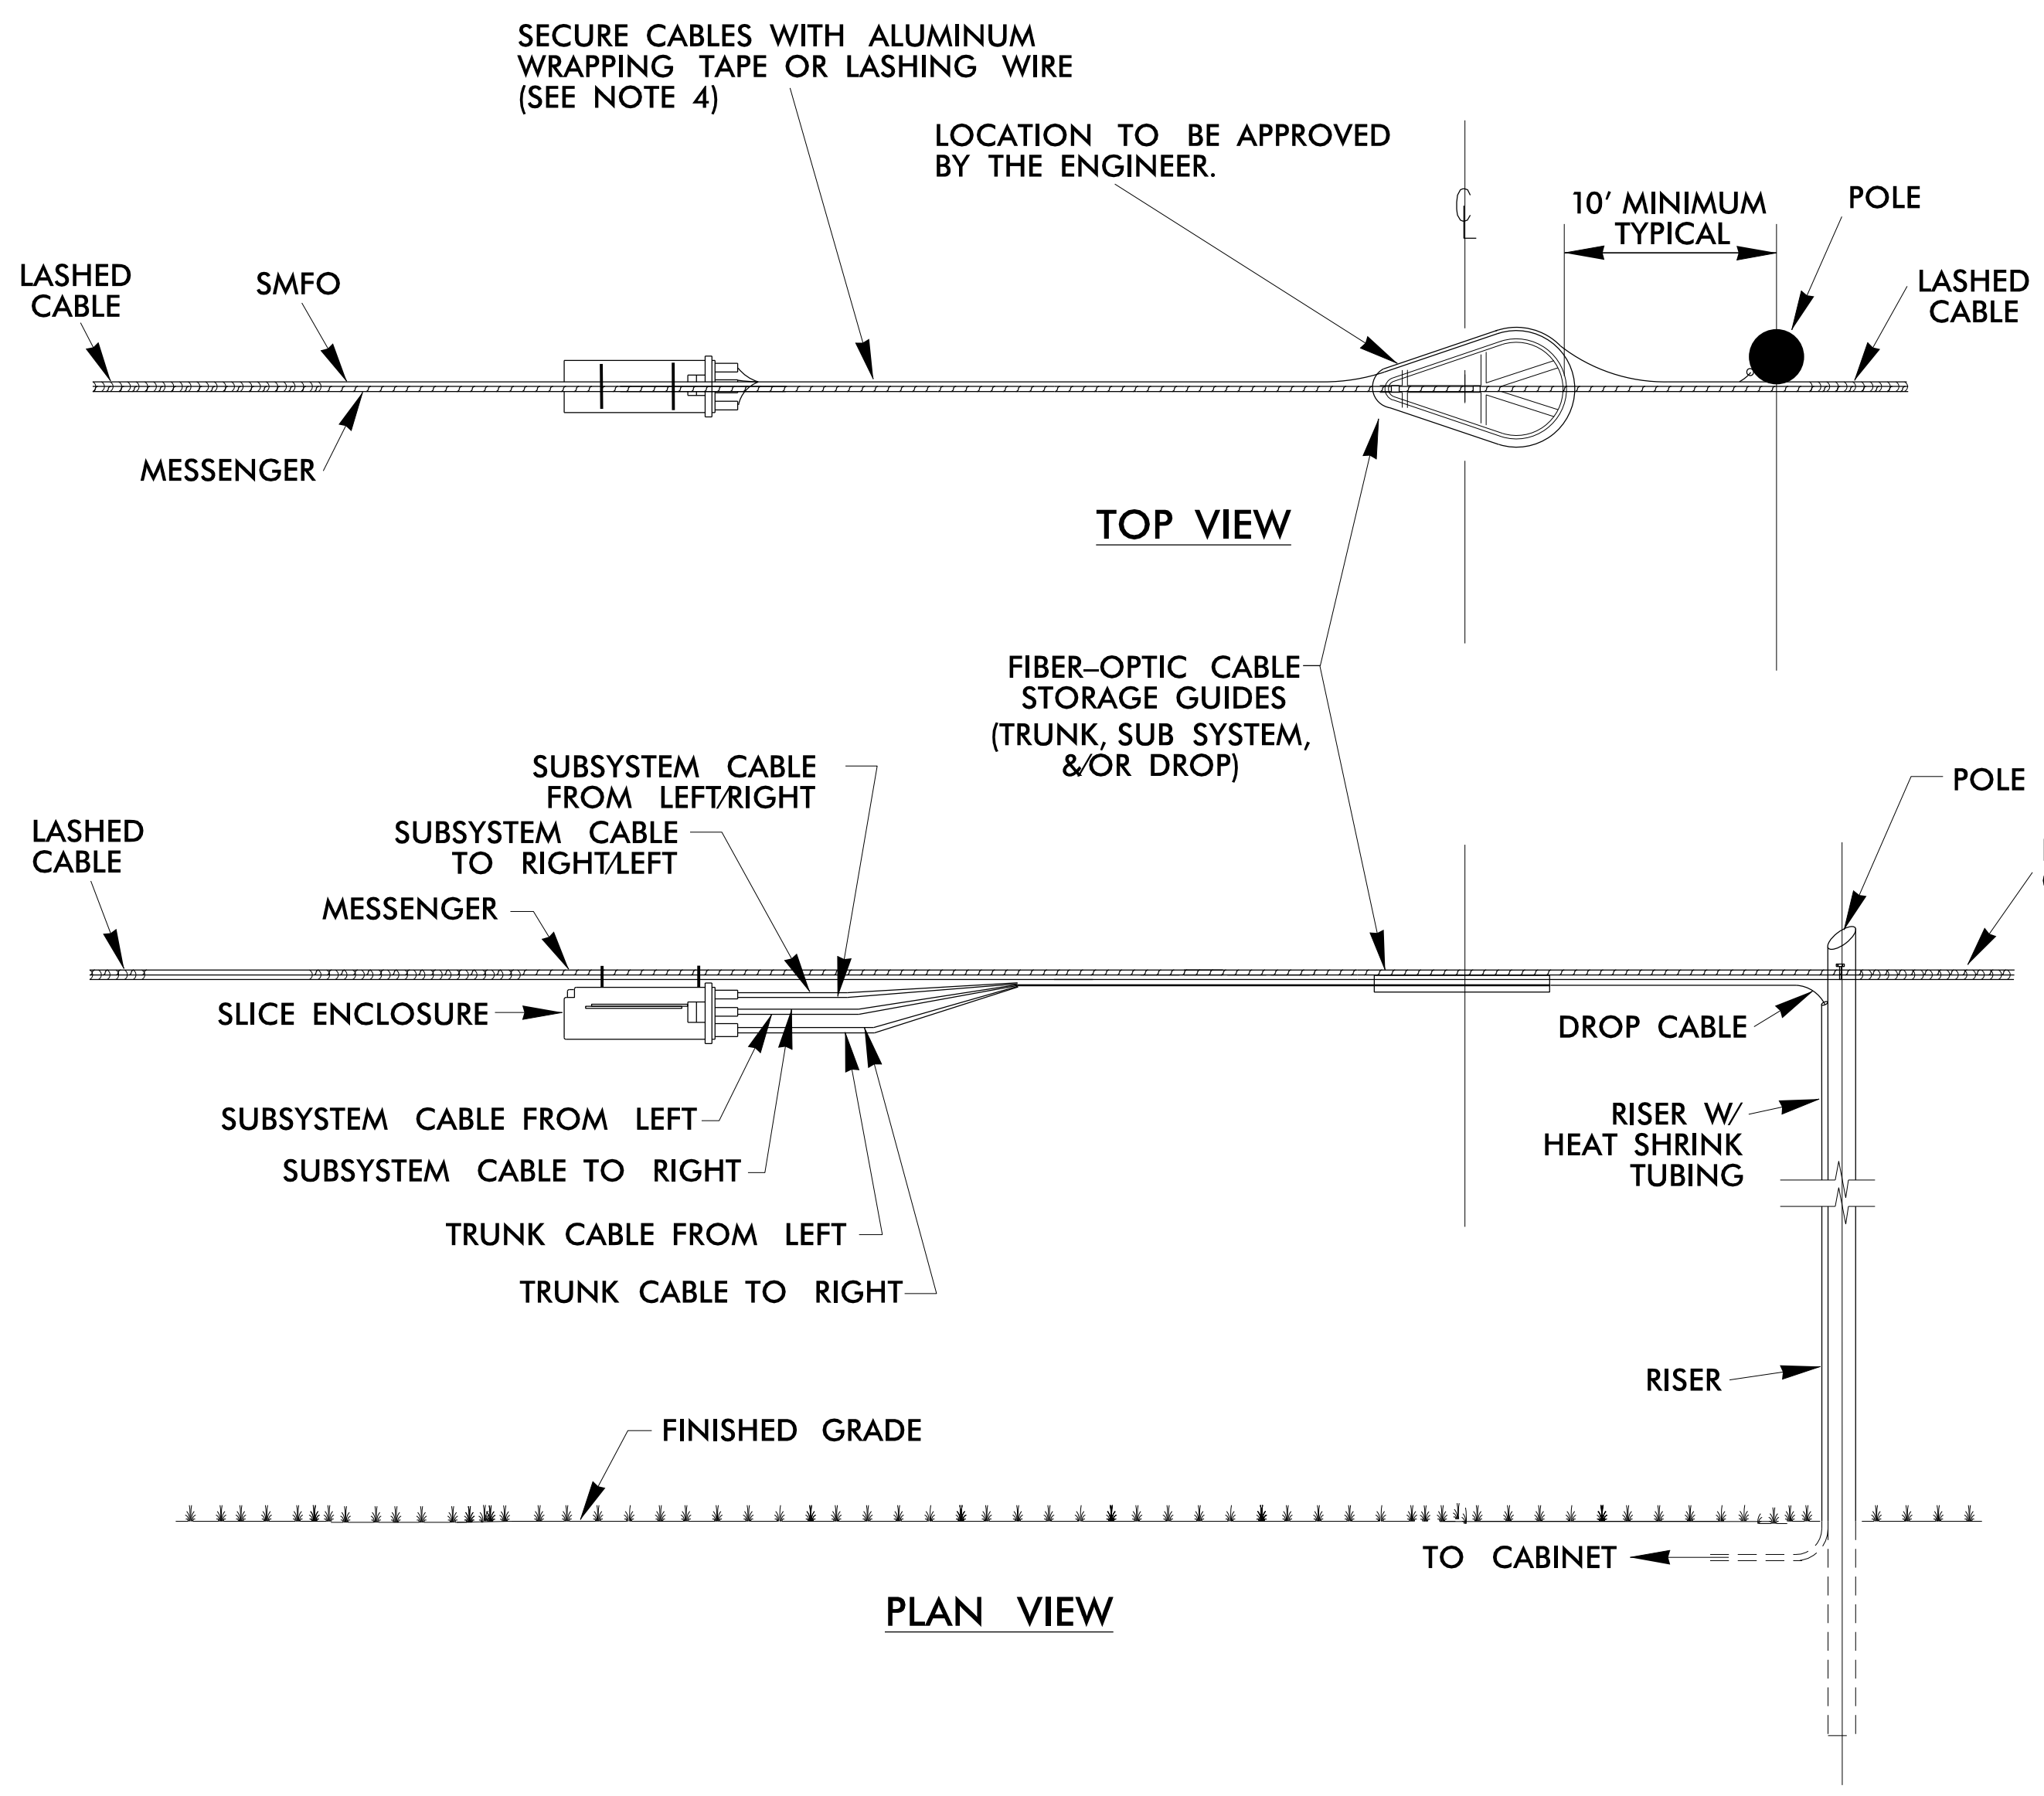 SECURE CABLES WITH ALUMINUM
WRAPPING TAPE OR LASHING WIRE
(SEE NOTE 4)
LOCATION TO BE APPROVED
BY THE ENGINEER.
℄
10' MINIMUM
TYPICAL
POLE
LASHED
CABLE
SMFO
LASHED
CABLE
MESSENGER
TOP VIEW
FIBER-OPTIC CABLE
STORAGE GUIDES
(TRUNK, SUB SYSTEM,
&/OR DROP)
SUBSYSTEM CABLE
FROM LEFT/RIGHT
POLE
LASHED
CABLE
SUBSYSTEM CABLE
TO RIGHT/LEFT
MESSENGER
SLICE ENCLOSURE
DROP CABLE
SUBSYSTEM CABLE FROM LEFT
RISER W/
HEAT SHRINK
TUBING
SUBSYSTEM CABLE TO RIGHT
TRUNK CABLE FROM LEFT
TRUNK CABLE TO RIGHT
RISER
FINISHED GRADE
TO CABINET
PLAN VIEW